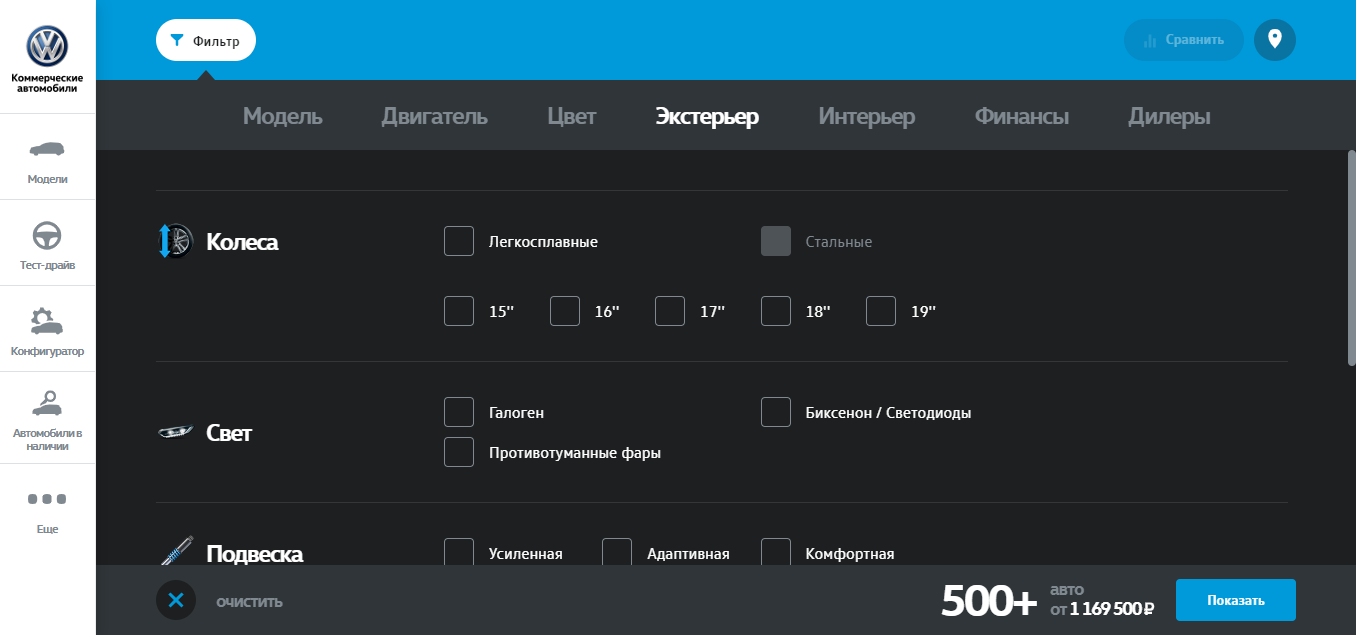 Коммерческие
автомобили
Модели
Тест-драйв
Конфигуратор
Автомобили в
наличии
Еще
Фильтр
Сравнить
Модель Двигатель Цвет Экстерьер Интерьер Финансы Дилеры
Колеса
Легкосплавные Стальные
15" 16" 17" 18" 19"
Свет
Галоген Биксенон / Светодиоды
Противотуманные фары
Подвеска
Усиленная Адаптивная Комфортная
очистить
500+
авто
от 1 169 500 ₽
Показать